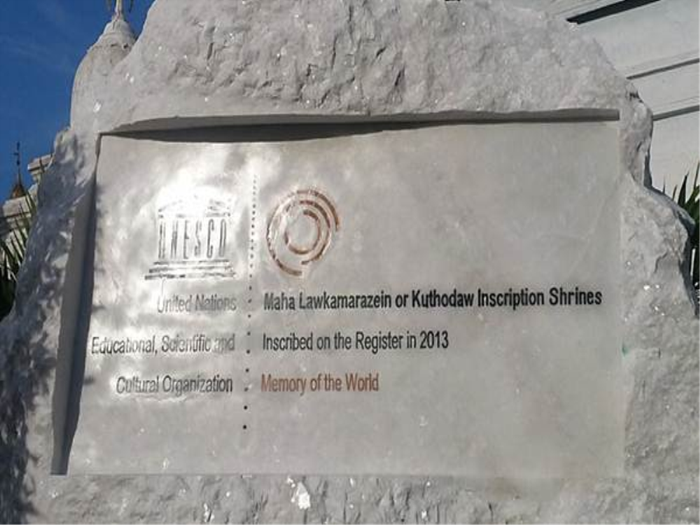 UNESCO
United Nations
Educational, Scientific and
Cultural Organization
Maha Lawkamarazein or Kuthodaw Inscription Shrines
Inscribed on the Register in 2013
Memory of the World